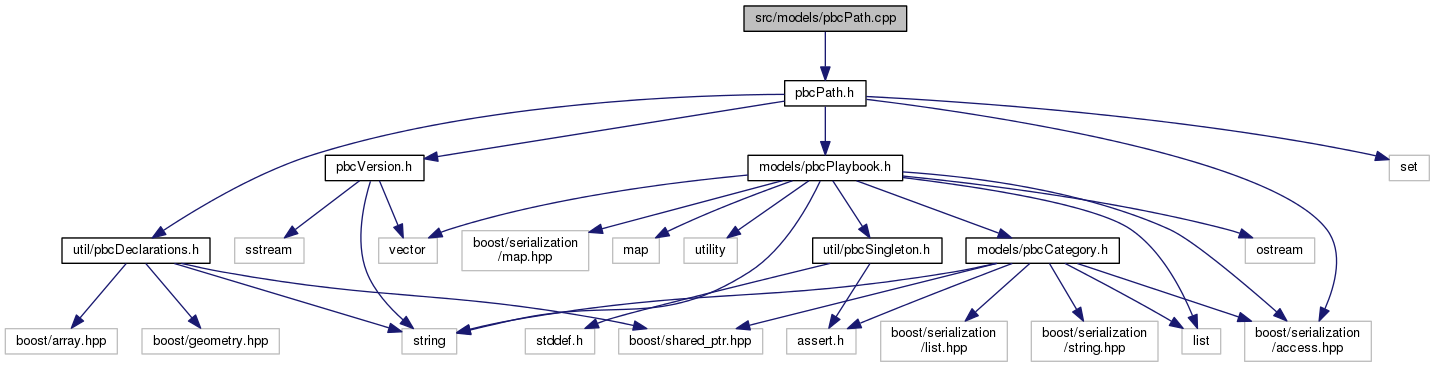 src/models/pbcPath.cpp
pbcPath.h
pbcVersion.h
models/pbcPlaybook.h
set
util/pbcDeclarations.h
sstream
vector
boost/serialization
/map.hpp
map
utility
util/pbcSingleton.h
models/pbcCategory.h
ostream
boost/array.hpp
boost/geometry.hpp
string
stddef.h
boost/shared_ptr.hpp
assert.h
boost/serialization
/list.hpp
boost/serialization
/string.hpp
list
boost/serialization
/access.hpp